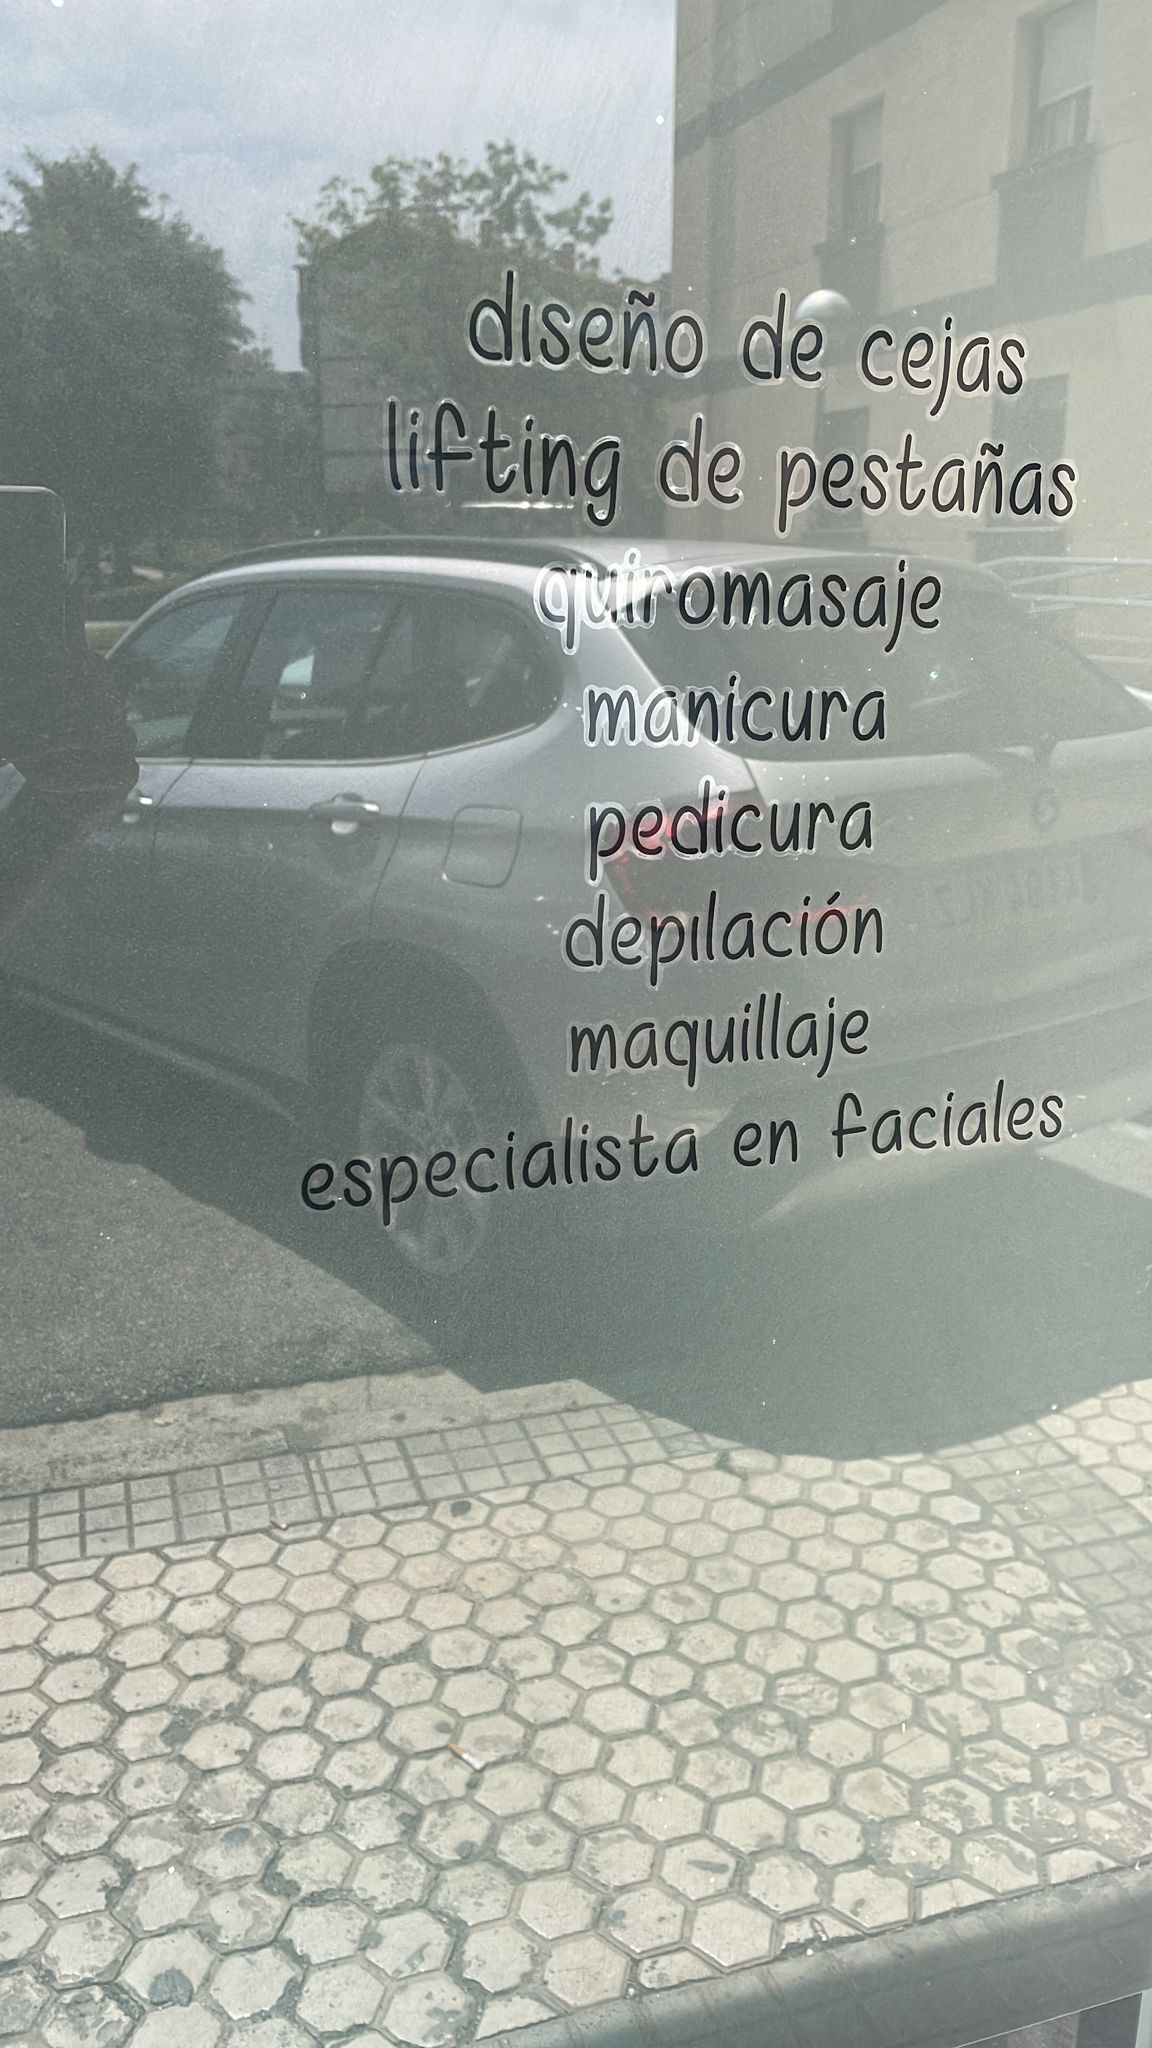 diseño de cejas
lifting de pestañas
quiromasaje
manicura
pedicura
depilación
maquillaje
especialista en faciales